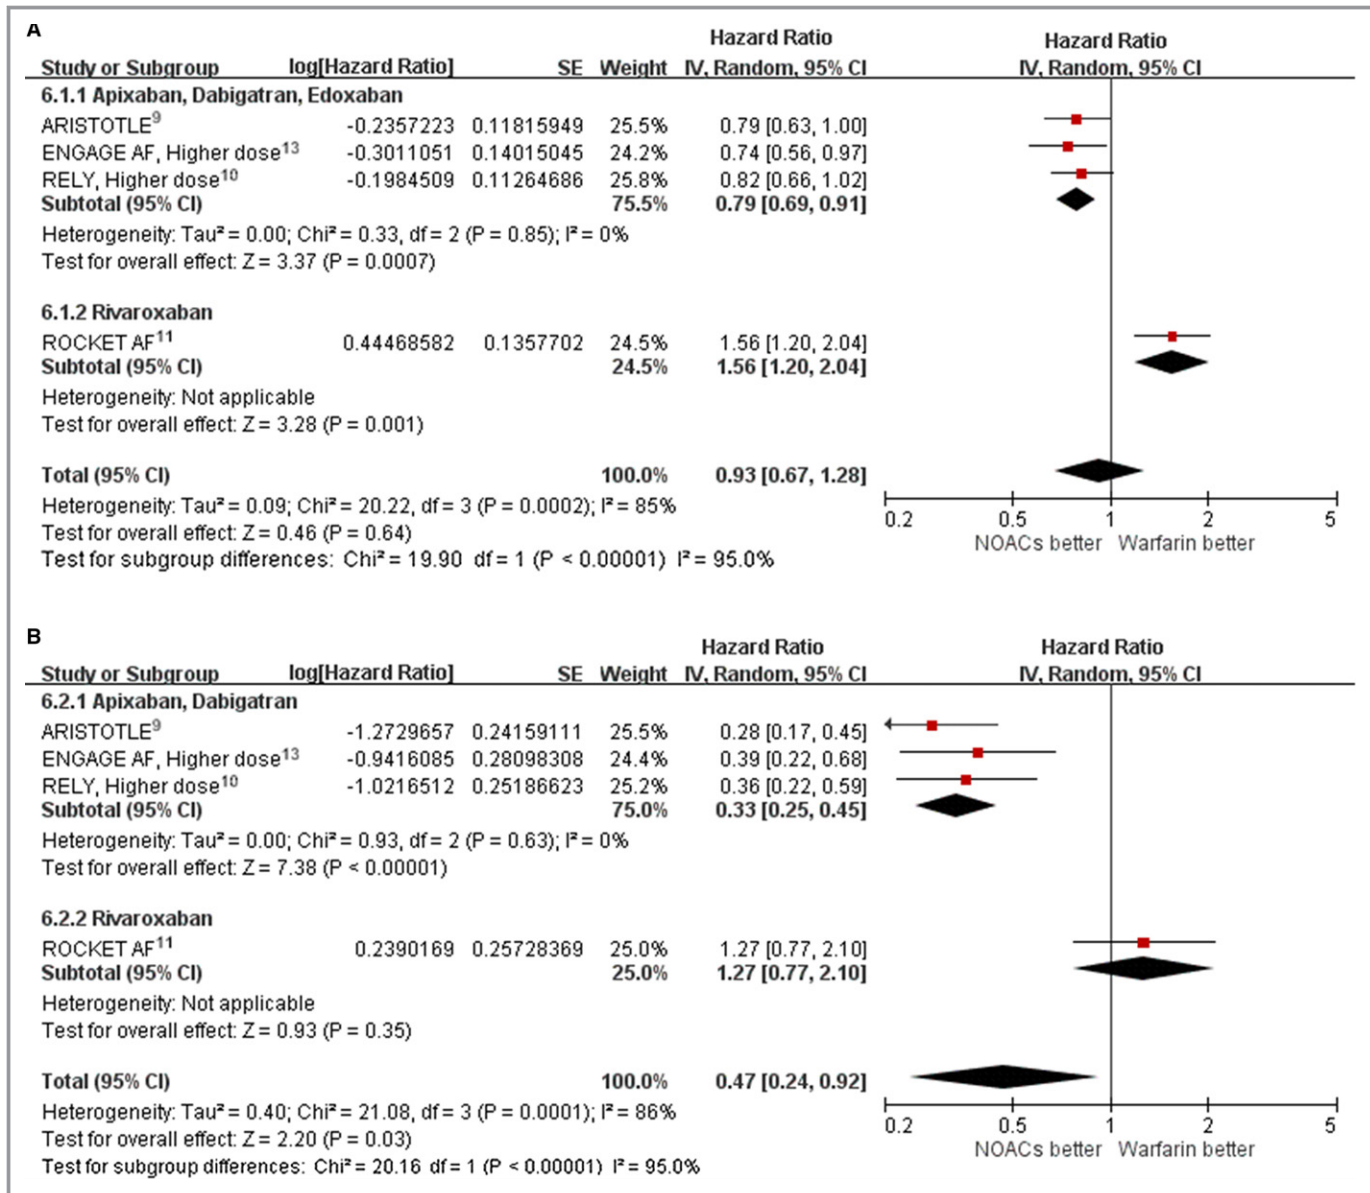 A
Hazard Ratio Hazard Ratio
Study or Subgroup log[Hazard Ratio] SE Weight IV, Random, 95% CI IV, Random, 95% CI
6.1.1 Apixaban, Dabigatran, Edoxaban
ARISTOTLE⁹ -0.2357223 0.11815949 25.5% 0.79 [0.63, 1.00]
ENGAGE AF, Higher dose¹³ -0.3011051 0.14015045 24.2% 0.74 [0.56, 0.97]
RELY, Higher dose¹⁰ -0.1984509 0.11264686 25.8% 0.82 [0.66, 1.02]
Subtotal (95% CI) 75.5% 0.79 [0.69, 0.91]
Heterogeneity: Tau² = 0.00; Chi² = 0.33, df = 2 (P = 0.85); I² = 0%
Test for overall effect: Z = 3.37 (P = 0.0007)
6.1.2 Rivaroxaban
ROCKET AF¹¹ 0.44468582 0.1357702 24.5% 1.56 [1.20, 2.04]
Subtotal (95% CI) 24.5% 1.56 [1.20, 2.04]
Heterogeneity: Not applicable
Test for overall effect: Z = 3.28 (P = 0.001)
Total (95% CI) 100.0% 0.93 [0.67, 1.28]
Heterogeneity: Tau² = 0.09; Chi² = 20.22, df = 3 (P = 0.0002); I² = 85%
Test for overall effect: Z = 0.46 (P = 0.64)
Test for subgroup differences: Chi² = 19.90 df = 1 (P < 0.00001) I² = 95.0%
0.2 0.5 1 2 5
NOACs better Warfarin better
B
Hazard Ratio Hazard Ratio
Study or Subgroup log[Hazard Ratio] SE Weight IV, Random, 95% CI IV, Random, 95% CI
6.2.1 Apixaban, Dabigatran
ARISTOTLE⁹ -1.2729657 0.24159111 25.5% 0.28 [0.17, 0.45]
ENGAGE AF, Higher dose¹³ -0.9416085 0.28098308 24.4% 0.39 [0.22, 0.68]
RELY, Higher dose¹⁰ -1.0216512 0.25186623 25.2% 0.36 [0.22, 0.59]
Subtotal (95% CI) 75.0% 0.33 [0.25, 0.45]
Heterogeneity: Tau² = 0.00; Chi² = 0.93, df = 2 (P = 0.63); I² = 0%
Test for overall effect: Z = 7.38 (P < 0.00001)
6.2.2 Rivaroxaban
ROCKET AF¹¹ 0.2390169 0.25728369 25.0% 1.27 [0.77, 2.10]
Subtotal (95% CI) 25.0% 1.27 [0.77, 2.10]
Heterogeneity: Not applicable
Test for overall effect: Z = 0.93 (P = 0.35)
Total (95% CI) 100.0% 0.47 [0.24, 0.92]
Heterogeneity: Tau² = 0.40; Chi² = 21.08, df = 3 (P = 0.0001); I² = 86%
Test for overall effect: Z = 2.20 (P = 0.03)
Test for subgroup differences: Chi² = 20.16 df = 1 (P < 0.00001) I² = 95.0%
0.2 0.5 1 2 5
NOACs better Warfarin better